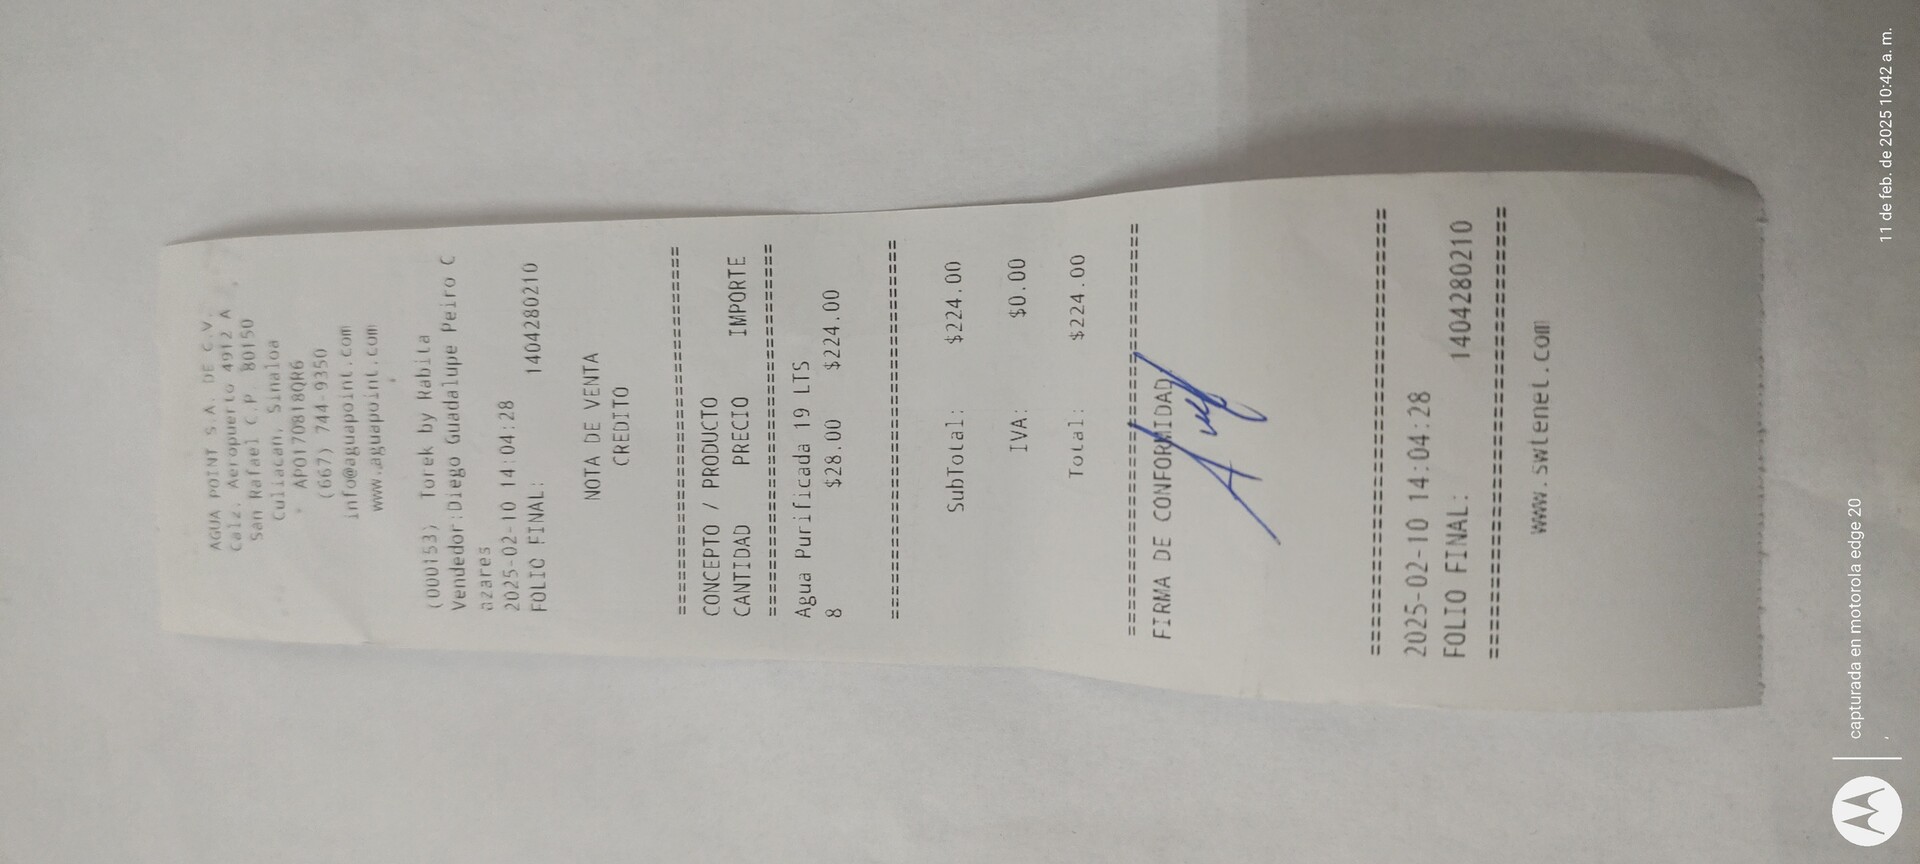 AGUA POINT S.A. DE C.V.
Calz. Aeropuerto 4912 A
San Rafael C.P. 80150
Culiacan, Sinaloa
APO170818QR6
(667) 744-9350
info@aguapoint.com
www.aguapoint.com
(000153) Torek by Rabita
Vendedor:Diego Guadalupe Peiro C
azares
2025-02-10 14:04:28
FOLIO FINAL: 1404280210
NOTA DE VENTA
CREDITO
================================
CONCEPTO / PRODUCTO
CANTIDAD PRECIO IMPORTE
================================
Agua Purificada 19 LTS
8 $28.00 $224.00
================================
SubTotal: $224.00
IVA: $0.00
Total: $224.00
================================
FIRMA DE CONFORMIDAD
================================
2025-02-10 14:04:28
FOLIO FINAL: 1404280210
================================
www.swtenet.com
capturada en motorola edge 20
11 de feb. de 2025 10:42 a. m.